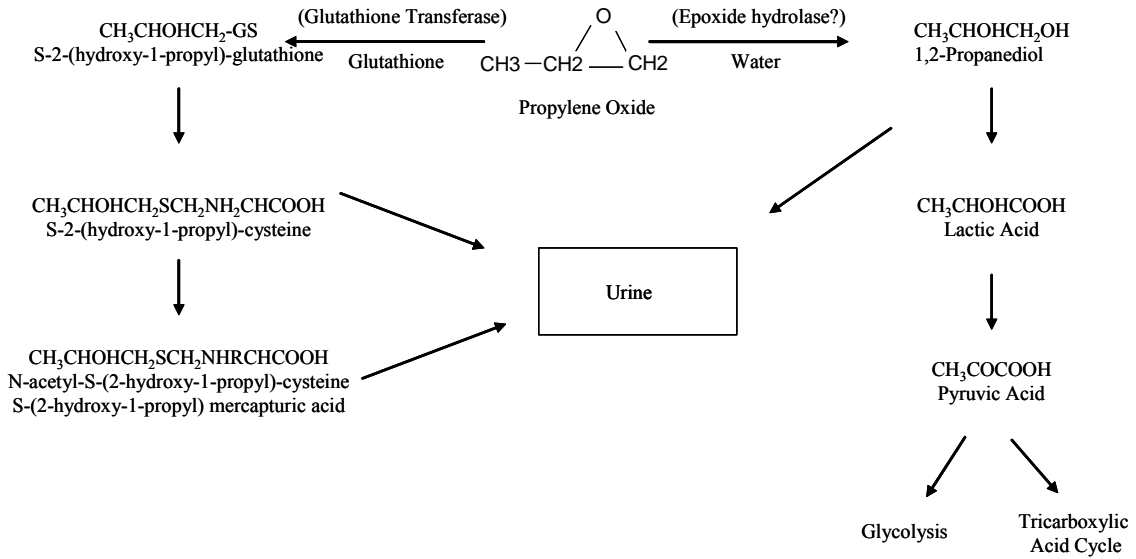 (Glutathione Transferase)
O
(Epoxide hydrolase?)
CH₃CHOHCH₂-GS
S-2-(hydroxy-1-propyl)-glutathione
Glutathione
CH3 — CH2 — CH2
Water
CH₃CHOHCH₂OH
1,2-Propanediol
Propylene Oxide
CH₃CHOHCH₂SCH₂NH₂CHCOOH
S-2-(hydroxy-1-propyl)-cysteine
CH₃CHOHCOOH
Lactic Acid
Urine
CH₃CHOHCH₂SCH₂NHRCHCOOH
N-acetyl-S-(2-hydroxy-1-propyl)-cysteine
S-(2-hydroxy-1-propyl) mercapturic acid
CH₃COCOOH
Pyruvic Acid
Glycolysis
Tricarboxylic
Acid Cycle